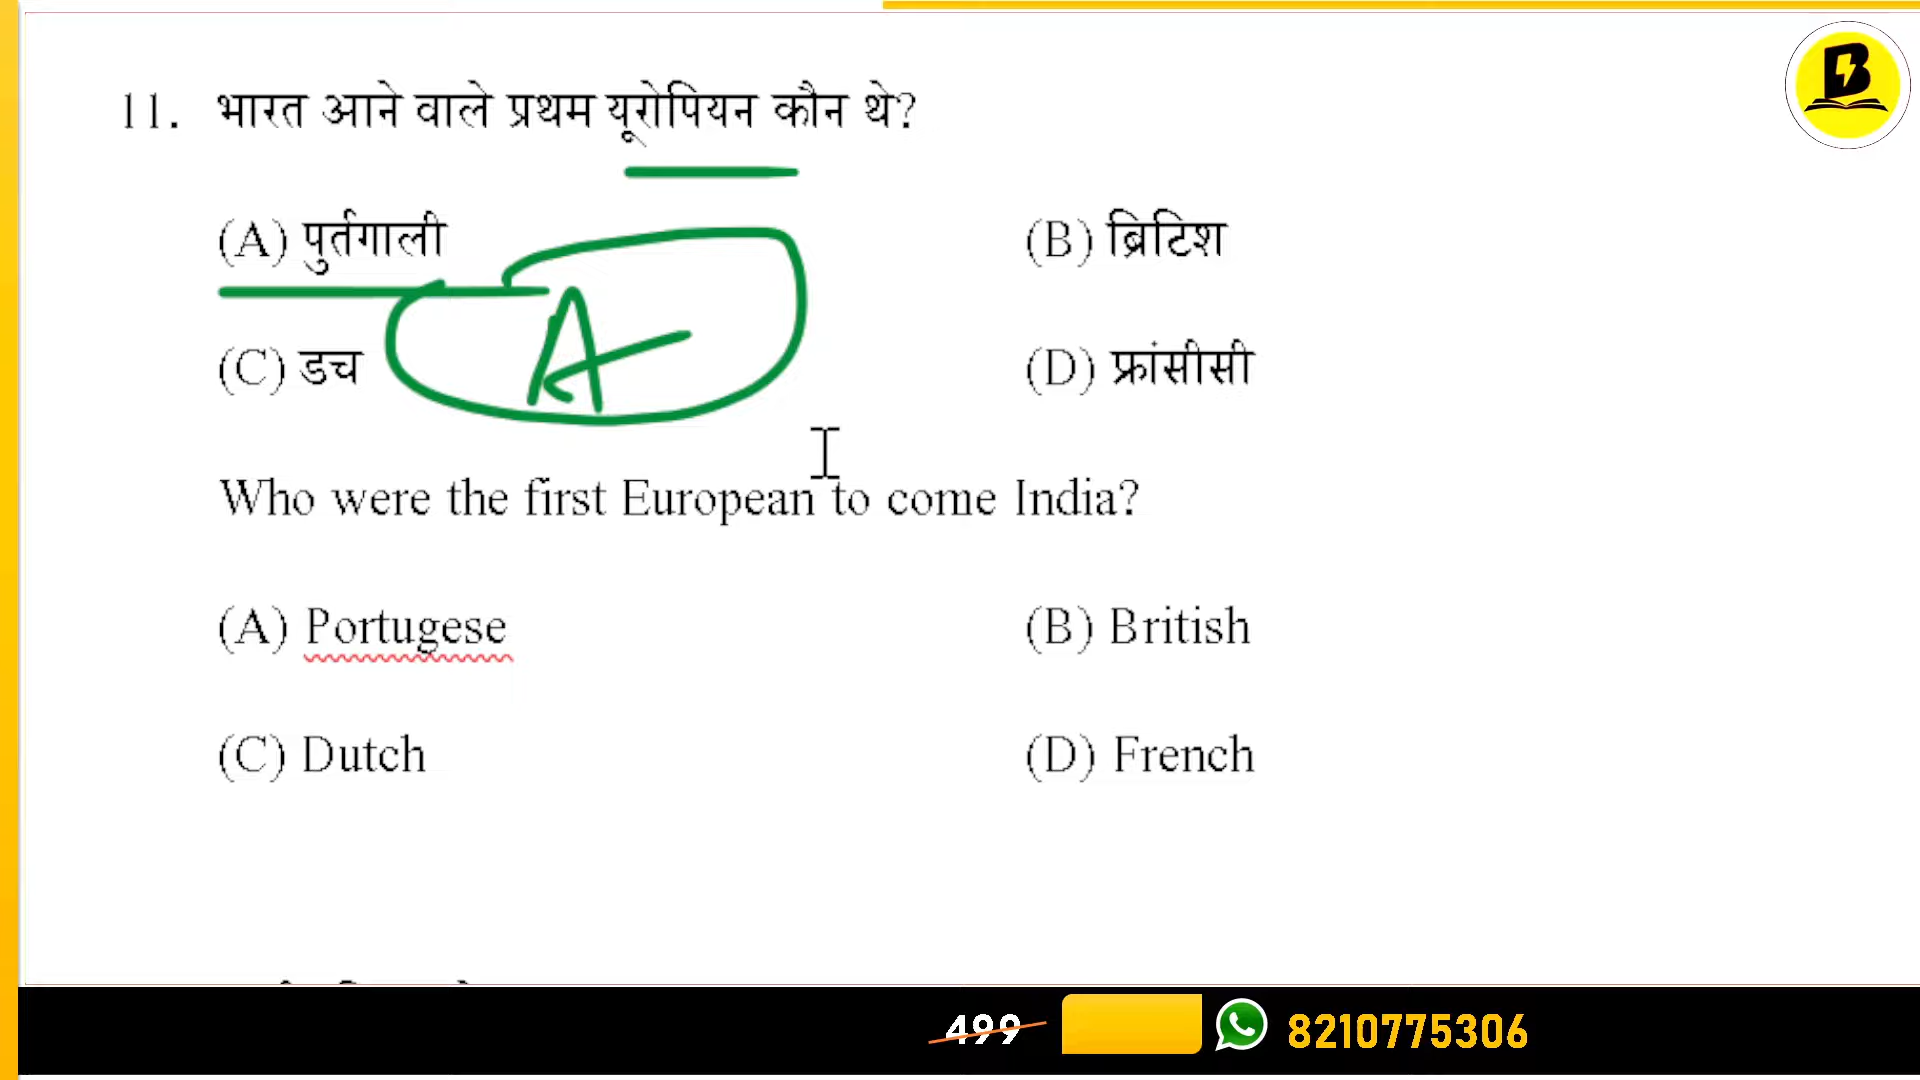 11. भारत आने वाले प्रथम यूरोपियन कौन थे?
(A) पुर्तगाली (B) ब्रिटिश
A
(C) डच (D) फ्रांसीसी
Who were the first European to come India?
(A) Portugese (B) British
(C) Dutch (D) French
499 8210775306